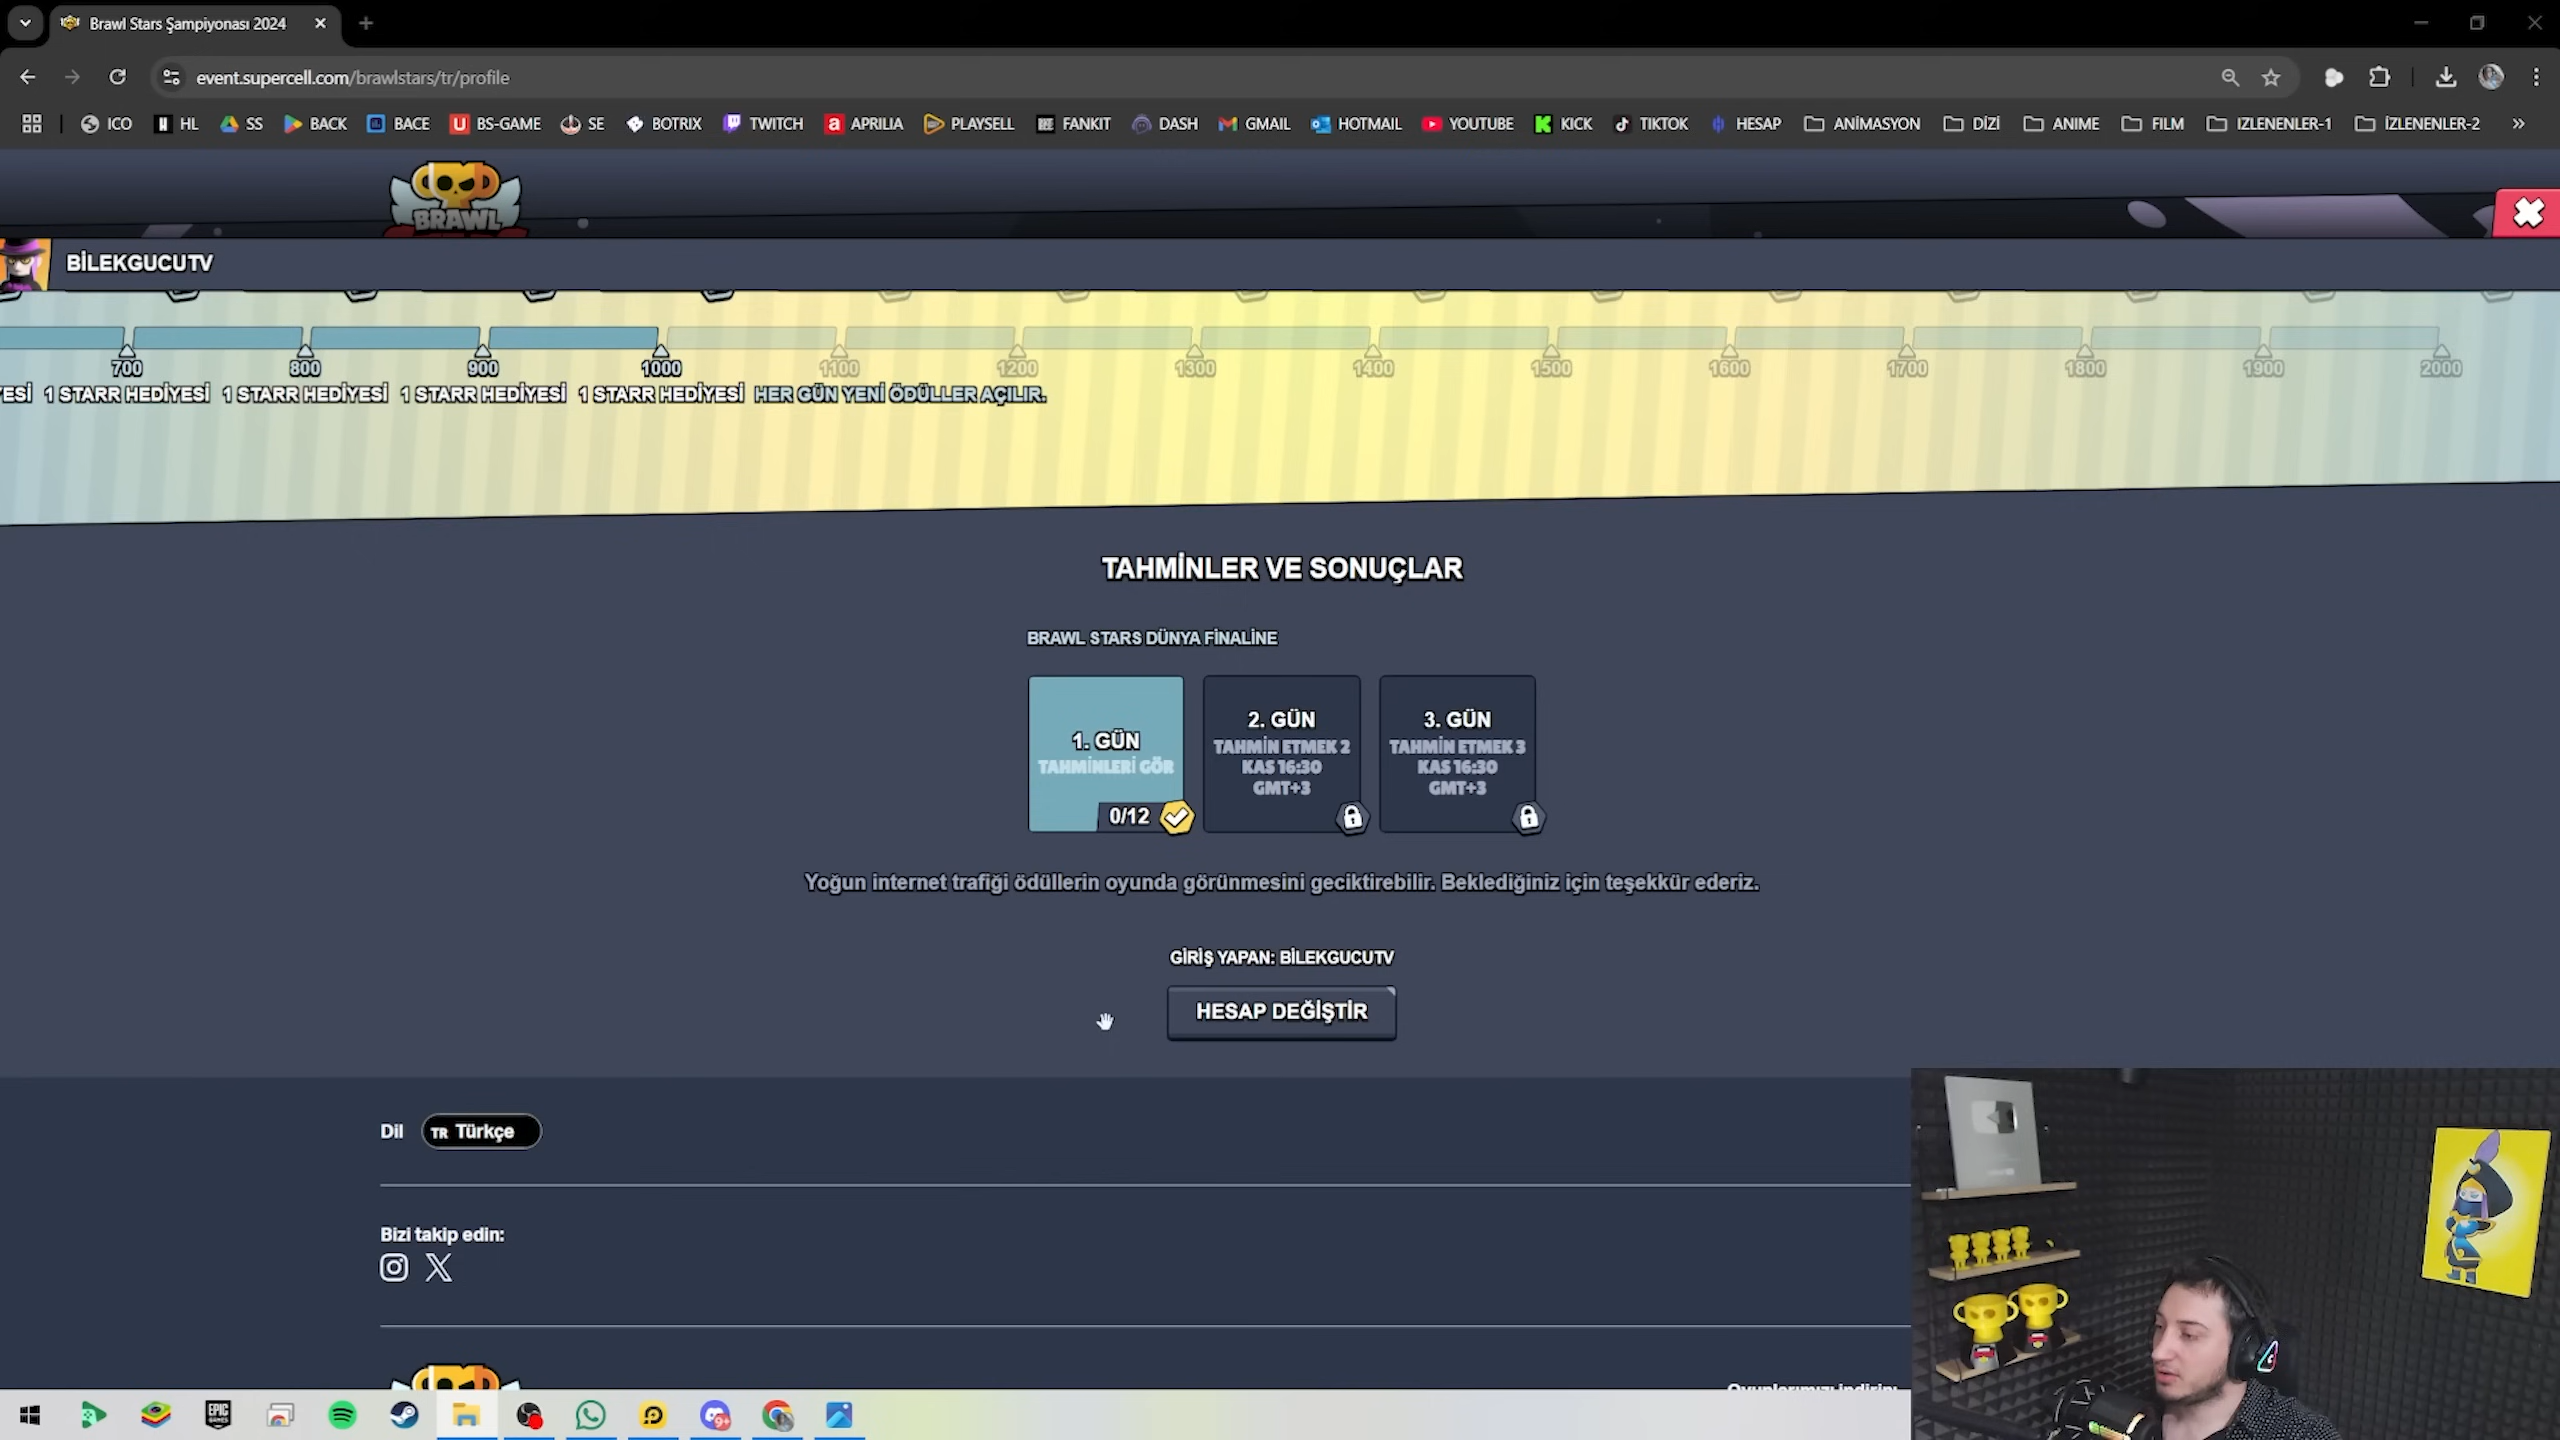 Brawl Stars Şampiyonası 2024
event.supercell.com/brawlstars/tr/profile
ICO HL SS BACK BACE BS-GAME SE BOTRIX TWITCH APRILIA PLAYSELL FANKIT DASH GMAIL HOTMAIL YOUTUBE KICK TIKTOK HESAP ANİMASYON DİZİ ANIME FILM IZLENENLER-1 İZLENENLER-2
BRAWL
BİLEKGUCUTV
700 800 900 1000 1100 1200 1300 1400 1500 1600 1700 1800 1900 2000
1 STARR HEDİYESİ 1 STARR HEDİYESİ 1 STARR HEDİYESİ 1 STARR HEDİYESİ HER GÜN YENİ ÖDÜLLER AÇILIR.
TAHMİNLER VE SONUÇLAR
BRAWL STARS DÜNYA FİNALİNE
1. GÜN
TAHMİNLERİ GÖR
0/12
2. GÜN
TAHMİN ETMEK 2
KAS 16:30
GMT+3
3. GÜN
TAHMİN ETMEK 3
KAS 16:30
GMT+3
Yoğun internet trafiği ödüllerin oyunda görünmesini geciktirebilir. Beklediğiniz için teşekkür ederiz.
GİRİŞ YAPAN: BİLEKGUCUTV
HESAP DEĞİŞTİR
Dil TR Türkçe
Bizi takip edin:
EPIC GAMES
9+